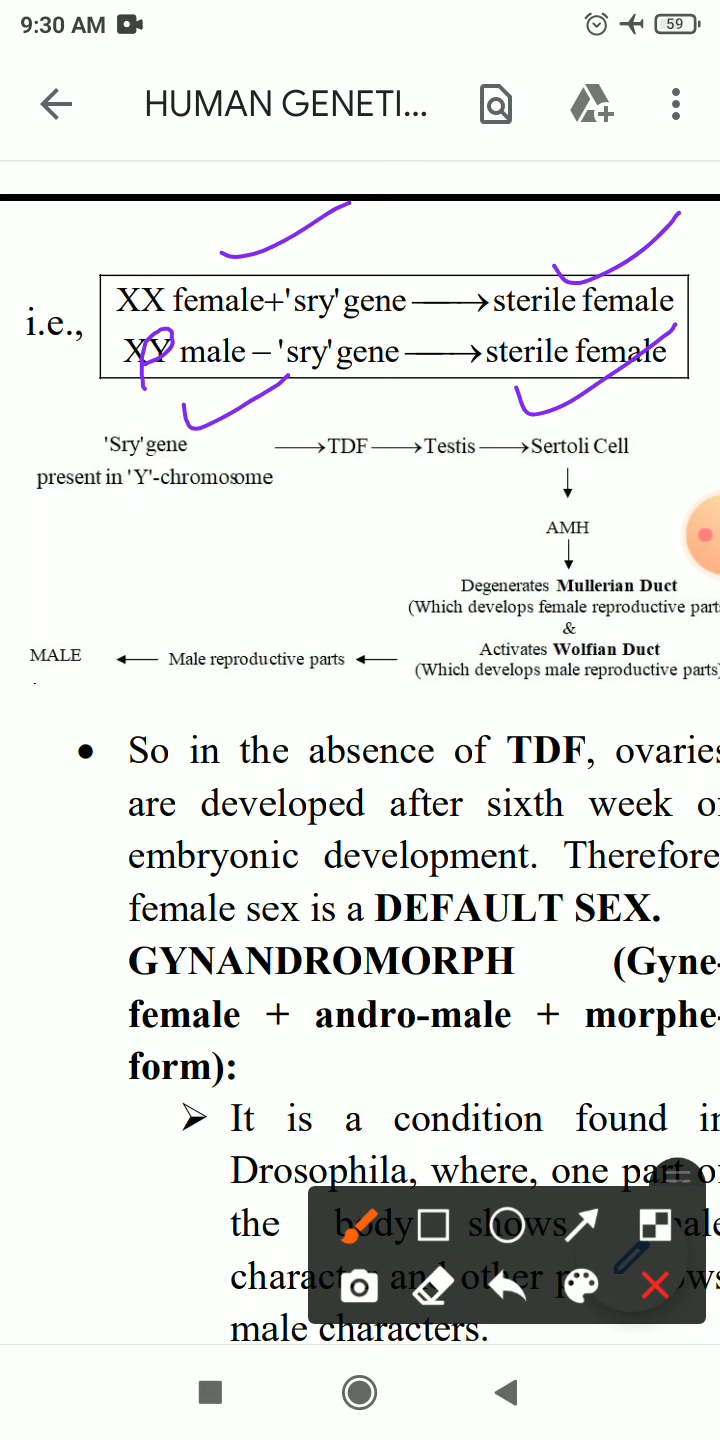 9:30 AM
59
HUMAN GENETI...
i.e.,
XX female+'sry'gene ⟶ sterile female
XY male – 'sry'gene ⟶ sterile female
'Sry'gene ⟶ TDF ⟶ Testis ⟶ Sertoli Cell
present in 'Y'-chromosome
AMH
Degenerates Mullerian Duct
(Which develops female reproductive part
&
Activates Wolfian Duct
MALE ⟵ Male reproductive parts ⟵
(Which develops male reproductive parts)
• So in the absence of TDF, ovaries
are developed after sixth week
embryonic development. Therefore
female sex is a DEFAULT SEX.
GYNANDROMORPH (Gyne-
female + andro-male + morphe-
form):
➢ It is a condition found in
Drosophila, where, one part
the body shows
male characters.